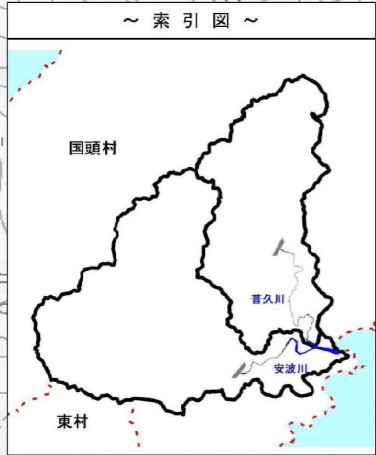 ～ 索 引 図 ～
国頭村
普久川
安波川
東村